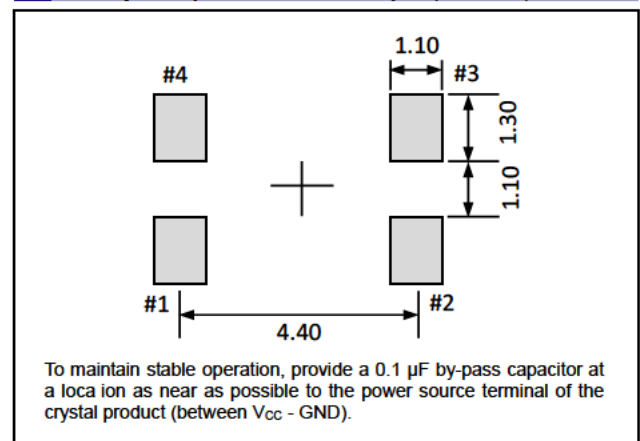 1.10
#4
#3
1.30
1.10
#1
#2
4.40
To maintain stable operation, provide a 0.1 µF by-pass capacitor at
a loca ion as near as possible to the power source terminal of the
crystal product (between Vcc - GND).